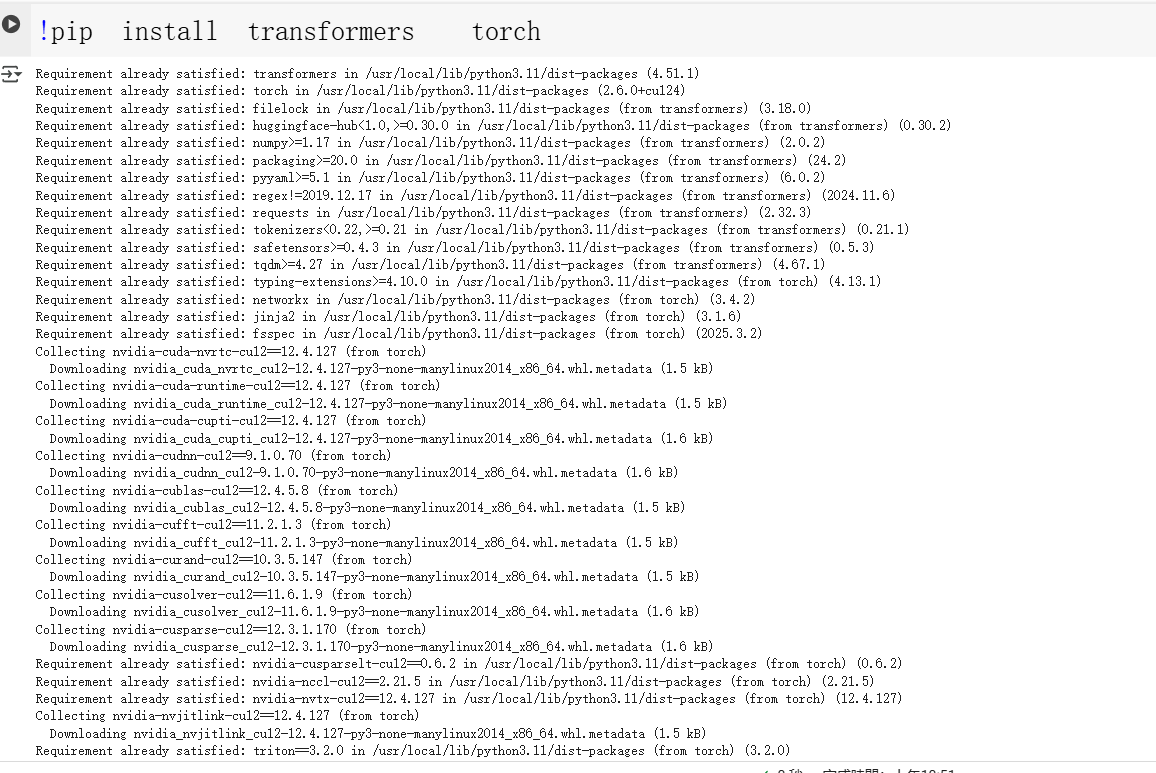 !pip install transformers torch
Requirement already satisfied: transformers in /usr/local/lib/python3.11/dist-packages (4.51.1)
Requirement already satisfied: torch in /usr/local/lib/python3.11/dist-packages (2.6.0+cu124)
Requirement already satisfied: filelock in /usr/local/lib/python3.11/dist-packages (from transformers) (3.18.0)
Requirement already satisfied: huggingface-hub<1.0,>=0.30.0 in /usr/local/lib/python3.11/dist-packages (from transformers) (0.30.2)
Requirement already satisfied: numpy>=1.17 in /usr/local/lib/python3.11/dist-packages (from transformers) (2.0.2)
Requirement already satisfied: packaging>=20.0 in /usr/local/lib/python3.11/dist-packages (from transformers) (24.2)
Requirement already satisfied: pyyaml>=5.1 in /usr/local/lib/python3.11/dist-packages (from transformers) (6.0.2)
Requirement already satisfied: regex!=2019.12.17 in /usr/local/lib/python3.11/dist-packages (from transformers) (2024.11.6)
Requirement already satisfied: requests in /usr/local/lib/python3.11/dist-packages (from transformers) (2.32.3)
Requirement already satisfied: tokenizers<0.22,>=0.21 in /usr/local/lib/python3.11/dist-packages (from transformers) (0.21.1)
Requirement already satisfied: safetensors>=0.4.3 in /usr/local/lib/python3.11/dist-packages (from transformers) (0.5.3)
Requirement already satisfied: tqdm>=4.27 in /usr/local/lib/python3.11/dist-packages (from transformers) (4.67.1)
Requirement already satisfied: typing-extensions>=4.10.0 in /usr/local/lib/python3.11/dist-packages (from torch) (4.13.1)
Requirement already satisfied: networkx in /usr/local/lib/python3.11/dist-packages (from torch) (3.4.2)
Requirement already satisfied: jinja2 in /usr/local/lib/python3.11/dist-packages (from torch) (3.1.6)
Requirement already satisfied: fsspec in /usr/local/lib/python3.11/dist-packages (from torch) (2025.3.2)
Collecting nvidia-cuda-nvrtc-cu12==12.4.127 (from torch)
  Downloading nvidia_cuda_nvrtc_cu12-12.4.127-py3-none-manylinux2014_x86_64.whl.metadata (1.5 kB)
Collecting nvidia-cuda-runtime-cu12==12.4.127 (from torch)
  Downloading nvidia_cuda_runtime_cu12-12.4.127-py3-none-manylinux2014_x86_64.whl.metadata (1.5 kB)
Collecting nvidia-cuda-cupti-cu12==12.4.127 (from torch)
  Downloading nvidia_cuda_cupti_cu12-12.4.127-py3-none-manylinux2014_x86_64.whl.metadata (1.6 kB)
Collecting nvidia-cudnn-cu12==9.1.0.70 (from torch)
  Downloading nvidia_cudnn_cu12-9.1.0.70-py3-none-manylinux2014_x86_64.whl.metadata (1.6 kB)
Collecting nvidia-cublas-cu12==12.4.5.8 (from torch)
  Downloading nvidia_cublas_cu12-12.4.5.8-py3-none-manylinux2014_x86_64.whl.metadata (1.5 kB)
Collecting nvidia-cufft-cu12==11.2.1.3 (from torch)
  Downloading nvidia_cufft_cu12-11.2.1.3-py3-none-manylinux2014_x86_64.whl.metadata (1.5 kB)
Collecting nvidia-curand-cu12==10.3.5.147 (from torch)
  Downloading nvidia_curand_cu12-10.3.5.147-py3-none-manylinux2014_x86_64.whl.metadata (1.5 kB)
Collecting nvidia-cusolver-cu12==11.6.1.9 (from torch)
  Downloading nvidia_cusolver_cu12-11.6.1.9-py3-none-manylinux2014_x86_64.whl.metadata (1.6 kB)
Collecting nvidia-cusparse-cu12==12.3.1.170 (from torch)
  Downloading nvidia_cusparse_cu12-12.3.1.170-py3-none-manylinux2014_x86_64.whl.metadata (1.6 kB)
Requirement already satisfied: nvidia-cusparselt-cu12==0.6.2 in /usr/local/lib/python3.11/dist-packages (from torch) (0.6.2)
Requirement already satisfied: nvidia-nccl-cu12==2.21.5 in /usr/local/lib/python3.11/dist-packages (from torch) (2.21.5)
Requirement already satisfied: nvidia-nvtx-cu12==12.4.127 in /usr/local/lib/python3.11/dist-packages (from torch) (12.4.127)
Collecting nvidia-nvjitlink-cu12==12.4.127 (from torch)
  Downloading nvidia_nvjitlink_cu12-12.4.127-py3-none-manylinux2014_x86_64.whl.metadata (1.5 kB)
Requirement already satisfied: triton==3.2.0 in /usr/local/lib/python3.11/dist-packages (from torch) (3.2.0)